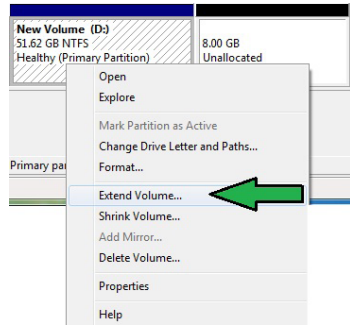 New Volume (D:)
51.62 GB NTFS
Healthy (Primary Partition)
8.00 GB
Unallocated
Open
Explore
Mark Partition as Active
Change Drive Letter and Paths...
Format...
Primary par
Extend Volume...
Shrink Volume...
Add Mirror...
Delete Volume...
Properties
Help